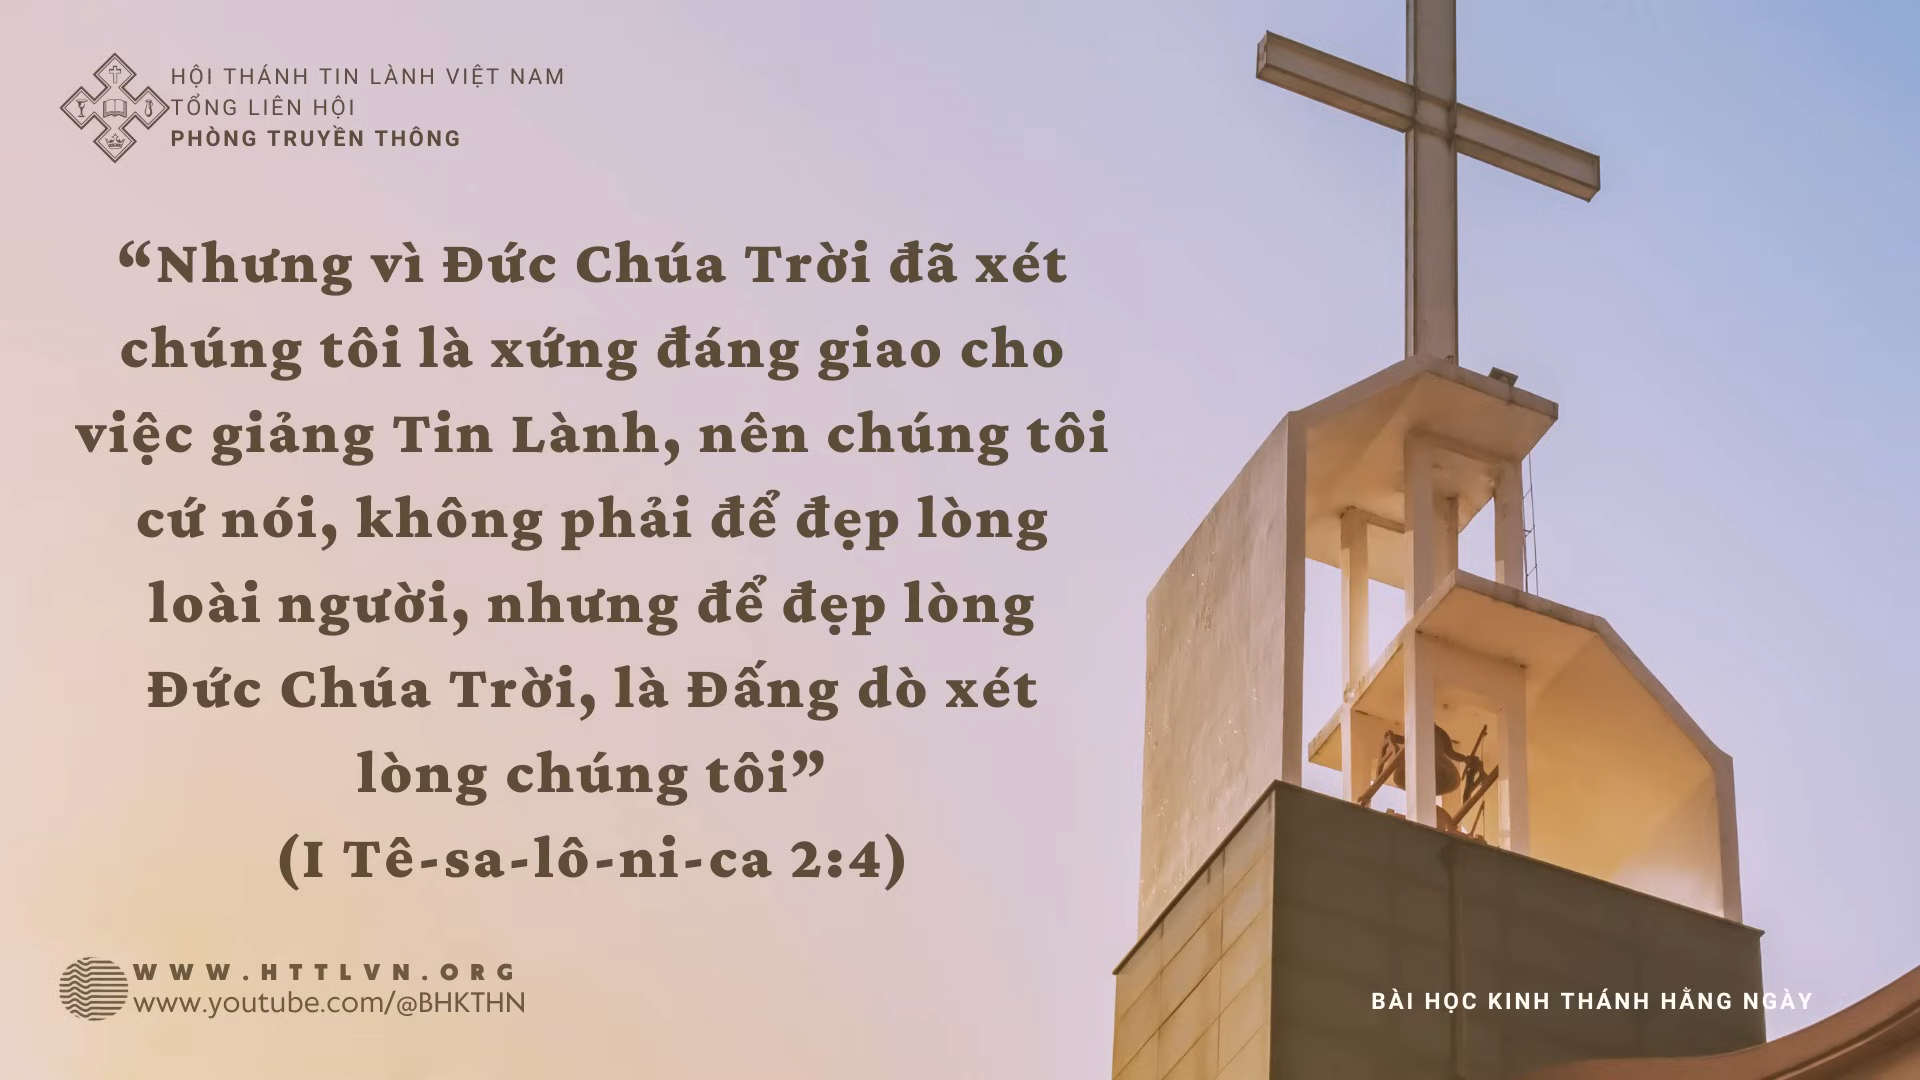 HỘI THÁNH TIN LÀNH VIỆT NAM
TỔNG LIÊN HỘI
PHÒNG TRUYỀN THÔNG
“Nhưng vì Đức Chúa Trời đã xét
chúng tôi là xứng đáng giao cho
việc giảng Tin Lành, nên chúng tôi
cứ nói, không phải để đẹp lòng
loài người, nhưng để đẹp lòng
Đức Chúa Trời, là Đấng dò xét
lòng chúng tôi”
(I Tê-sa-lô-ni-ca 2:4)
WWW.HTTLVN.ORG
www.youtube.com/@BHKTHN
BÀI HỌC KINH THÁNH HẰNG NGÀY